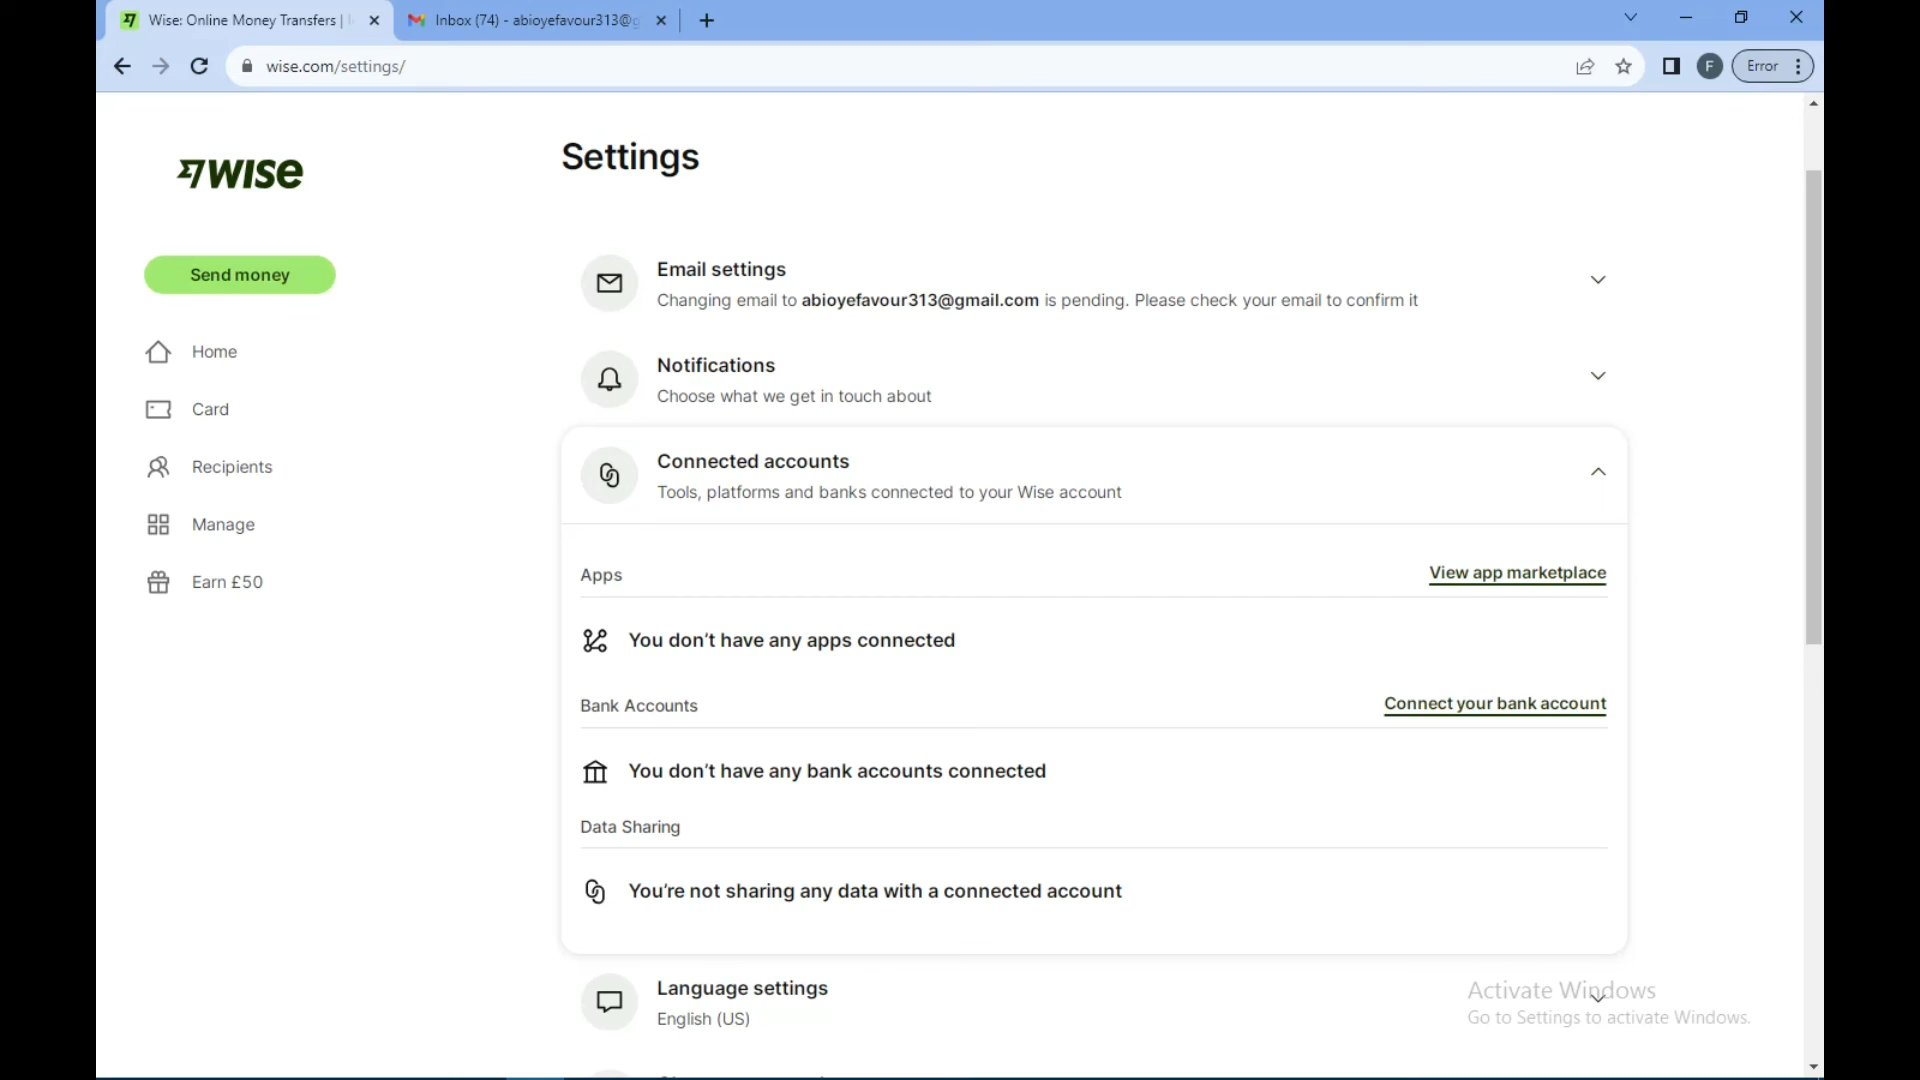 Wise: Online Money Transfers |
Inbox (74) - abioyefavour313@g
wise.com/settings/
F
Error
WISE
Send money
Home
Card
Recipients
Manage
Earn £50
Settings
Email settings
Changing email to abioyefavour313@gmail.com is pending. Please check your email to confirm it
Notifications
Choose what we get in touch about
Connected accounts
Tools, platforms and banks connected to your Wise account
Apps
View app marketplace
You don't have any apps connected
Bank Accounts
Connect your bank account
You don't have any bank accounts connected
Data Sharing
You're not sharing any data with a connected account
Language settings
English (US)
Activate Windows
Go to Settings to activate Windows.